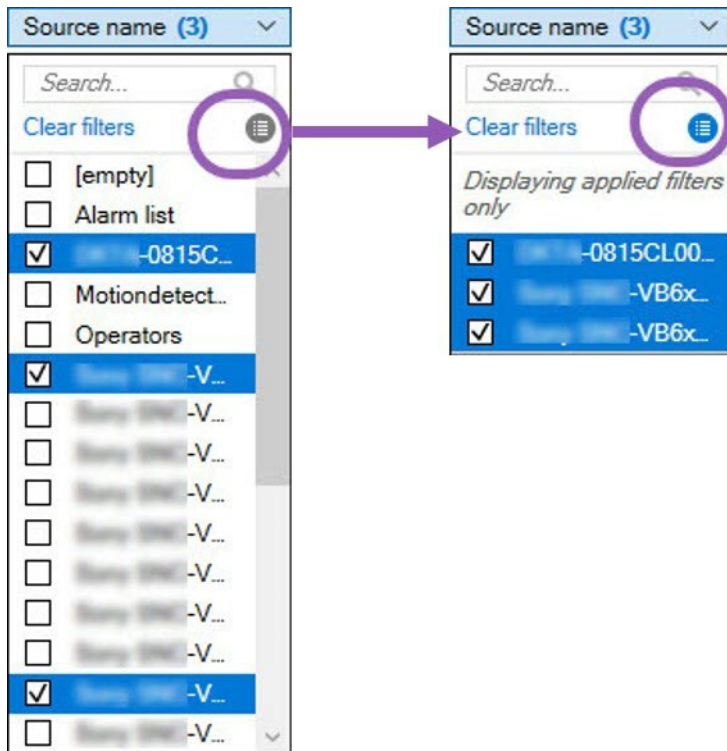 Source name (3)
Search...
Clear filters
[empty]
Alarm list
-0815C...
Motiondetect...
Operators
-V...
-V...
-V...
-V...
-V...
-V...
-V...
-V...
-V...
-V...
Source name (3)
Search...
Clear filters
Displaying applied filters
only
-0815CL00...
-VB6x...
-VB6x...